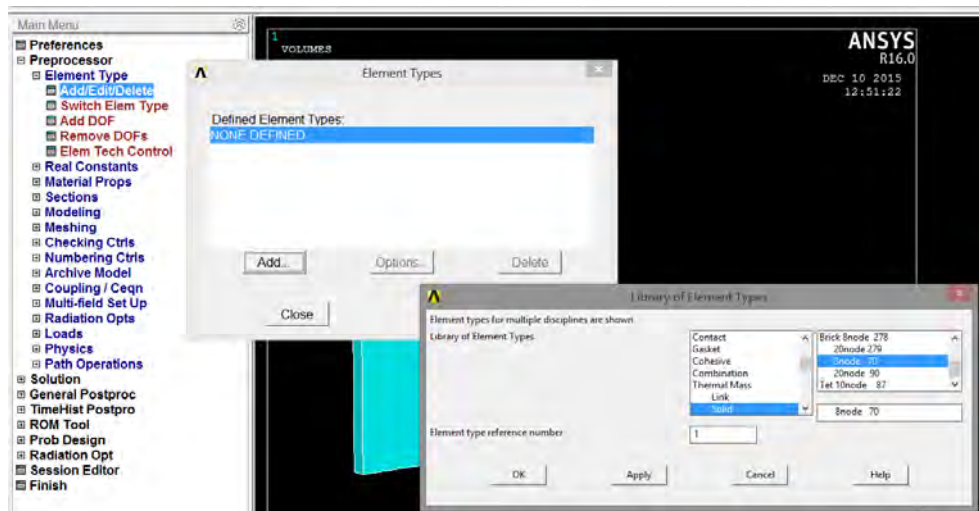 Main Menu
Preferences
Preprocessor
Element Type
Add/Edit/Delete
Switch Elem Type
Add DOF
Remove DOFs
Elem Tech Control
Real Constants
Material Props
Sections
Modeling
Meshing
Checking Ctrls
Numbering Ctrls
Archive Model
Coupling / Ceqn
Multi-field Set Up
Radiation Opts
Loads
Physics
Path Operations
Solution
General Postproc
TimeHist Postpro
ROM Tool
Prob Design
Radiation Opt
Session Editor
Finish
1
VOLUMES
ANSYS
R16.0
DEC 10 2015
12:51:22
Element Types
Defined Element Types:
NONE DEFINED
Add...
Options...
Delete
Close
Library of Element Types
Element types for multiple disciplines are shown
Library of Element Types
Contact
Gasket
Cohesive
Combination
Thermal Mass
Link
Solid
Brick 8node 278
20node 279
8node 70
20node 90
Tet 10node 87
8node 70
Element type reference number
1
OK
Apply
Cancel
Help